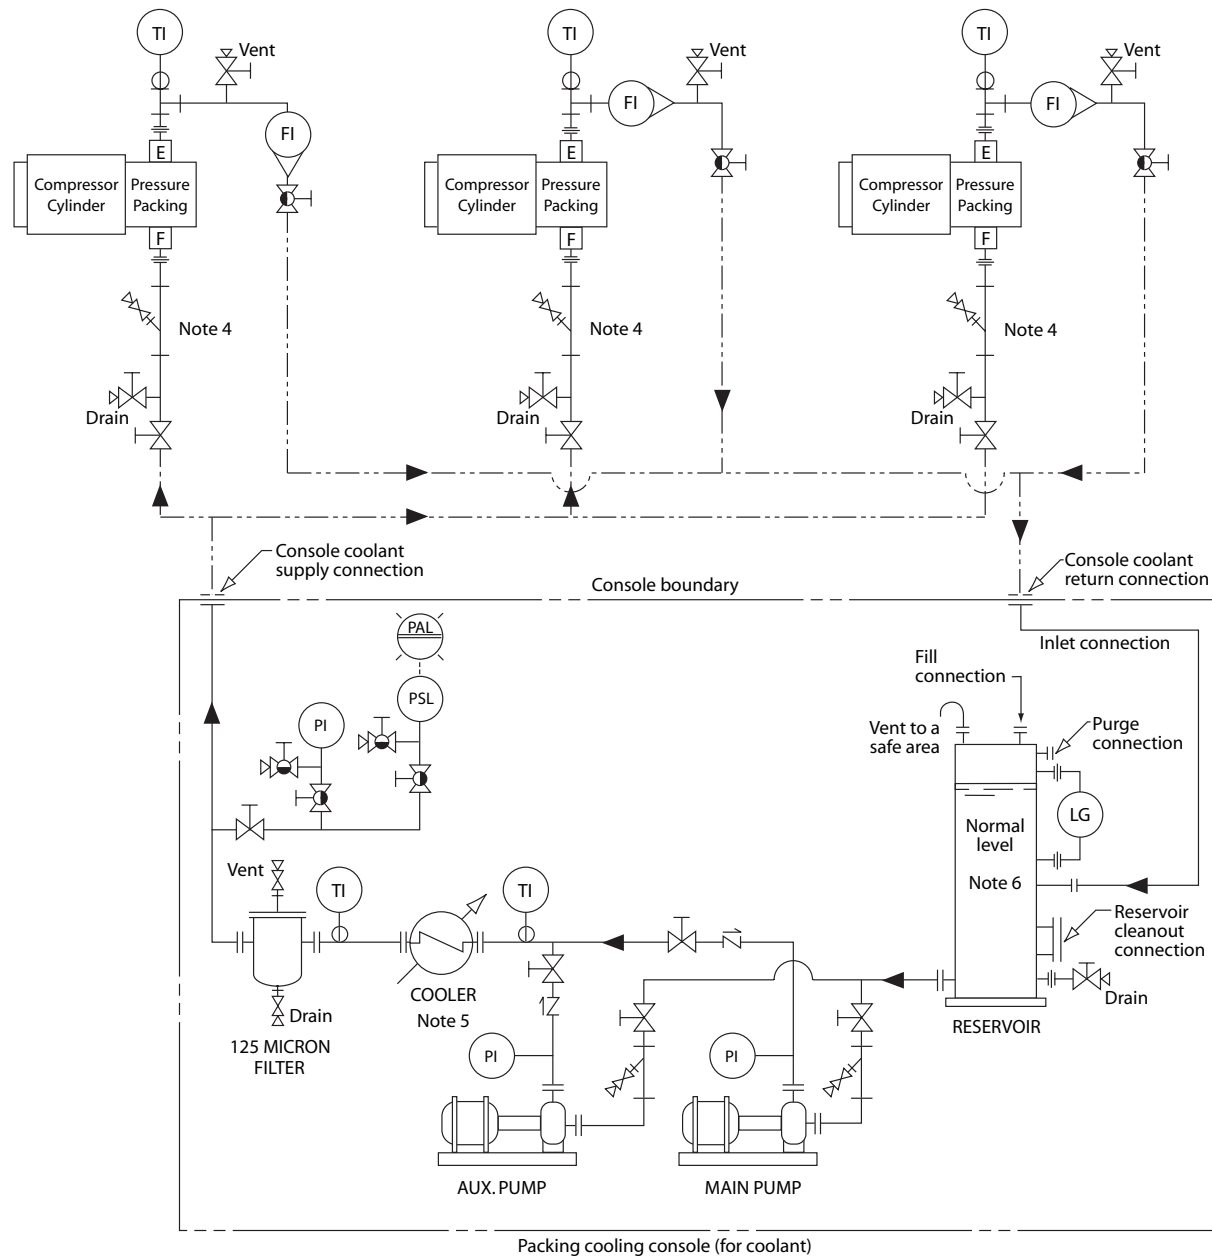 TI
TI
TI
Vent
Vent
Vent
FI
FI
FI
E
E
E
Compressor
Cylinder
Pressure
Packing
Compressor
Cylinder
Pressure
Packing
Compressor
Cylinder
Pressure
Packing
F
F
F
Note 4
Note 4
Note 4
Drain
Drain
Drain
Console coolant
supply connection
Console coolant
return connection
Console boundary
PAL
Inlet connection
Fill
connection
PSL
PI
Vent to a
safe area
Purge
connection
LG
Normal
level
Vent
TI
TI
Note 6
Reservoir
cleanout
connection
COOLER
Note 5
Drain
Drain
RESERVOIR
125 MICRON
FILTER
PI
PI
AUX. PUMP
MAIN PUMP
Packing cooling console (for coolant)